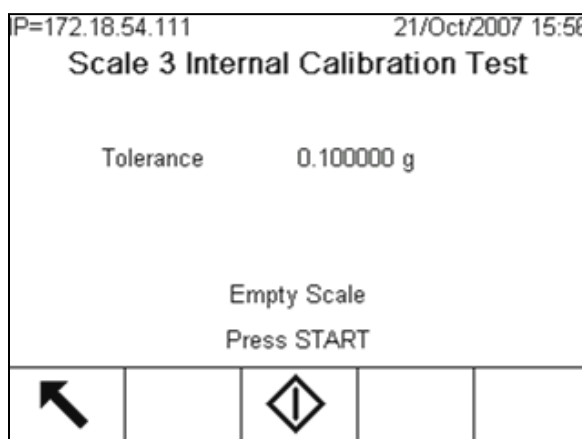 IP=172.18.54.111 21/Oct/2007 15:56
Scale 3 Internal Calibration Test
Tolerance 0.100000 g
Empty Scale
Press START